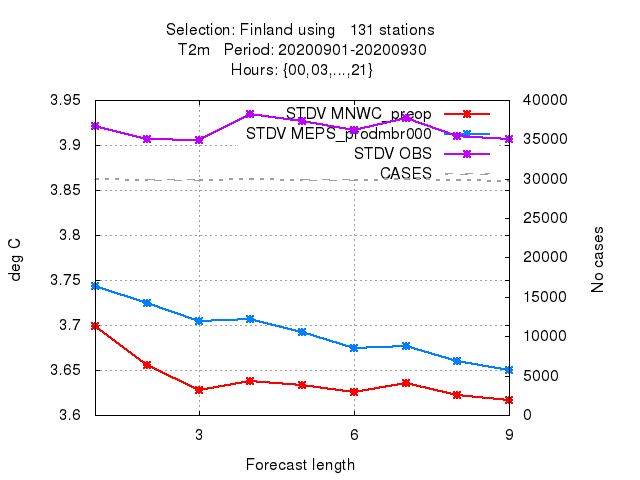 Selection: Finland using   131 stations
T2m   Period: 20200901-20200930
Hours: {00,03,...,21}
STDV MNWC_preop
STDV MEPS_prodmbr000
STDV OBS
CASES
3.95
3.9
3.85
3.8
3.75
3.7
3.65
3.6
deg C
40000
35000
30000
25000
20000
15000
10000
5000
0
No cases
3 6 9
Forecast length